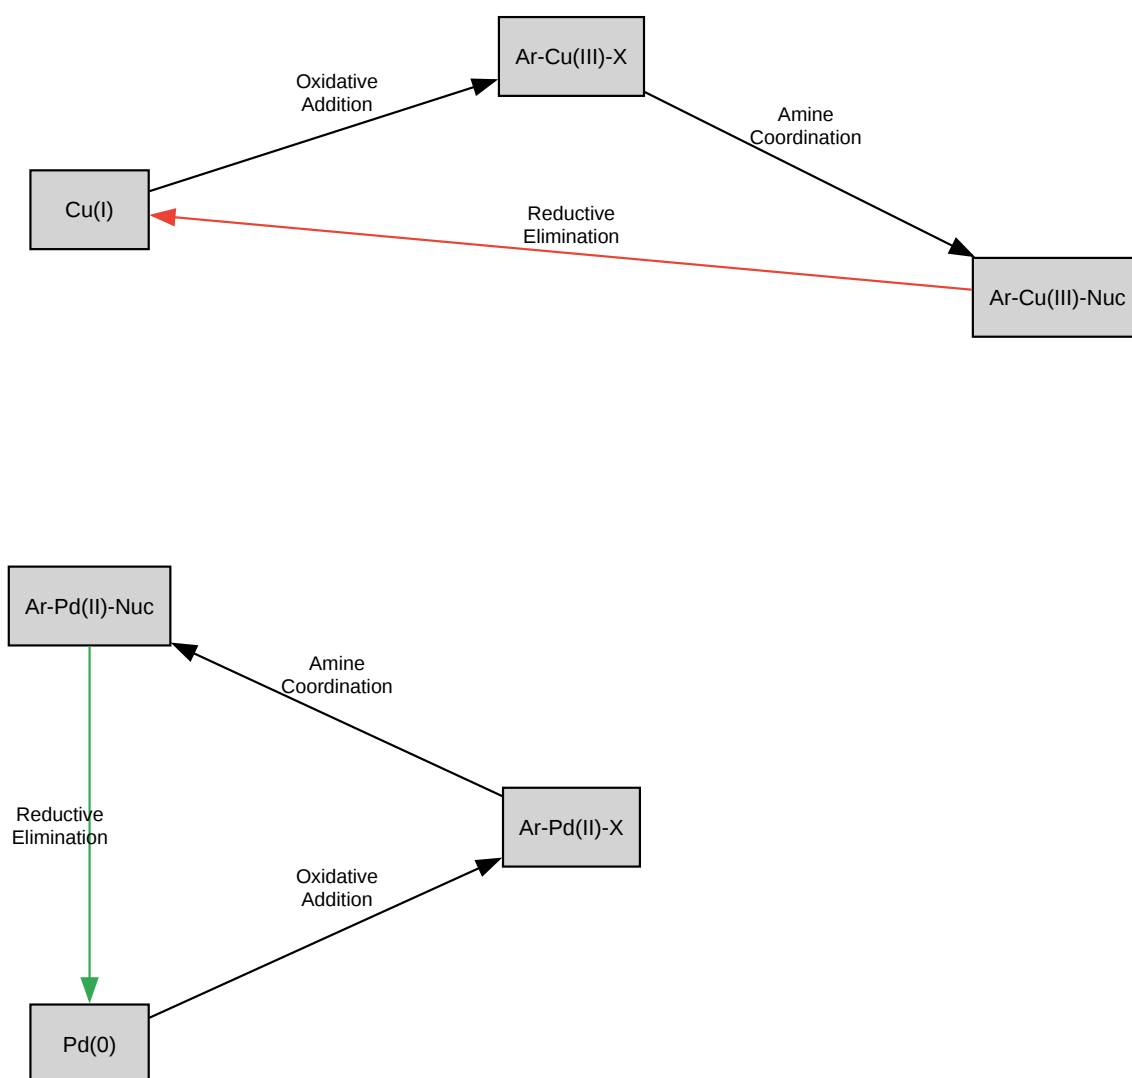 Ar-Cu(III)-X
Oxidative
Addition
Amine
Coordination
Cu(I)
Reductive
Elimination
Ar-Cu(III)-Nuc
Ar-Pd(II)-Nuc
Amine
Coordination
Reductive
Elimination
Ar-Pd(II)-X
Oxidative
Addition
Pd(0)